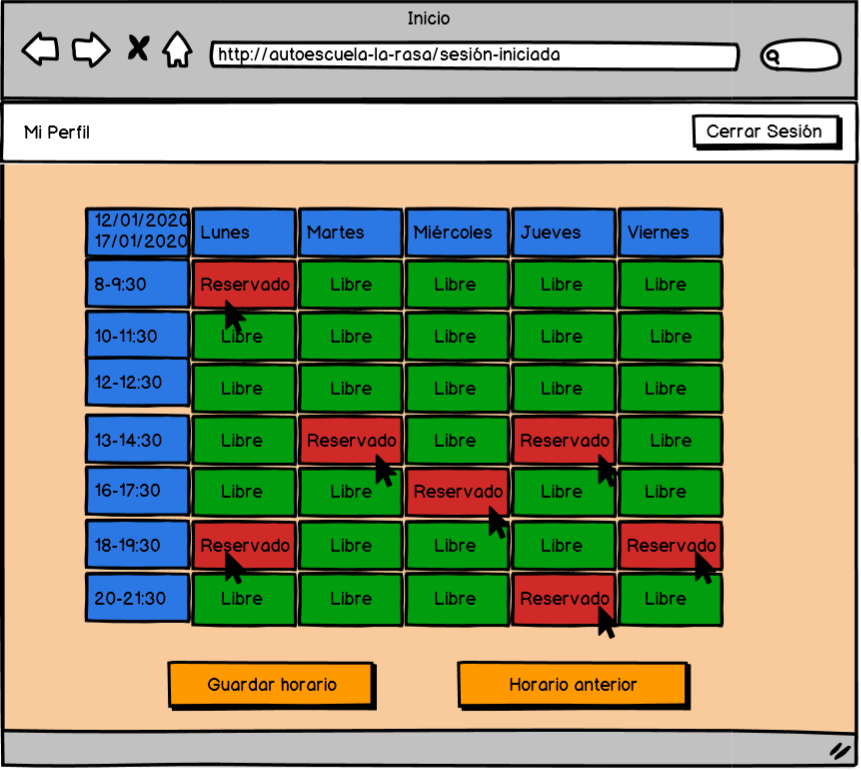 Inicio
http://autoescuela-la-rasa/sesión-iniciada
Mi Perfil
Cerrar Sesión
12/01/2020
17/01/2020
Lunes Martes Miércoles Jueves Viernes
8-9:30 Reservado Libre Libre Libre Libre
10-11:30 Libre Libre Libre Libre Libre
12-12:30 Libre Libre Libre Libre Libre
13-14:30 Libre Reservado Libre Reservado Libre
16-17:30 Libre Libre Reservado Libre Libre
18-19:30 Reservado Libre Libre Libre Reservado
20-21:30 Libre Libre Libre Reservado Libre
Guardar horario Horario anterior